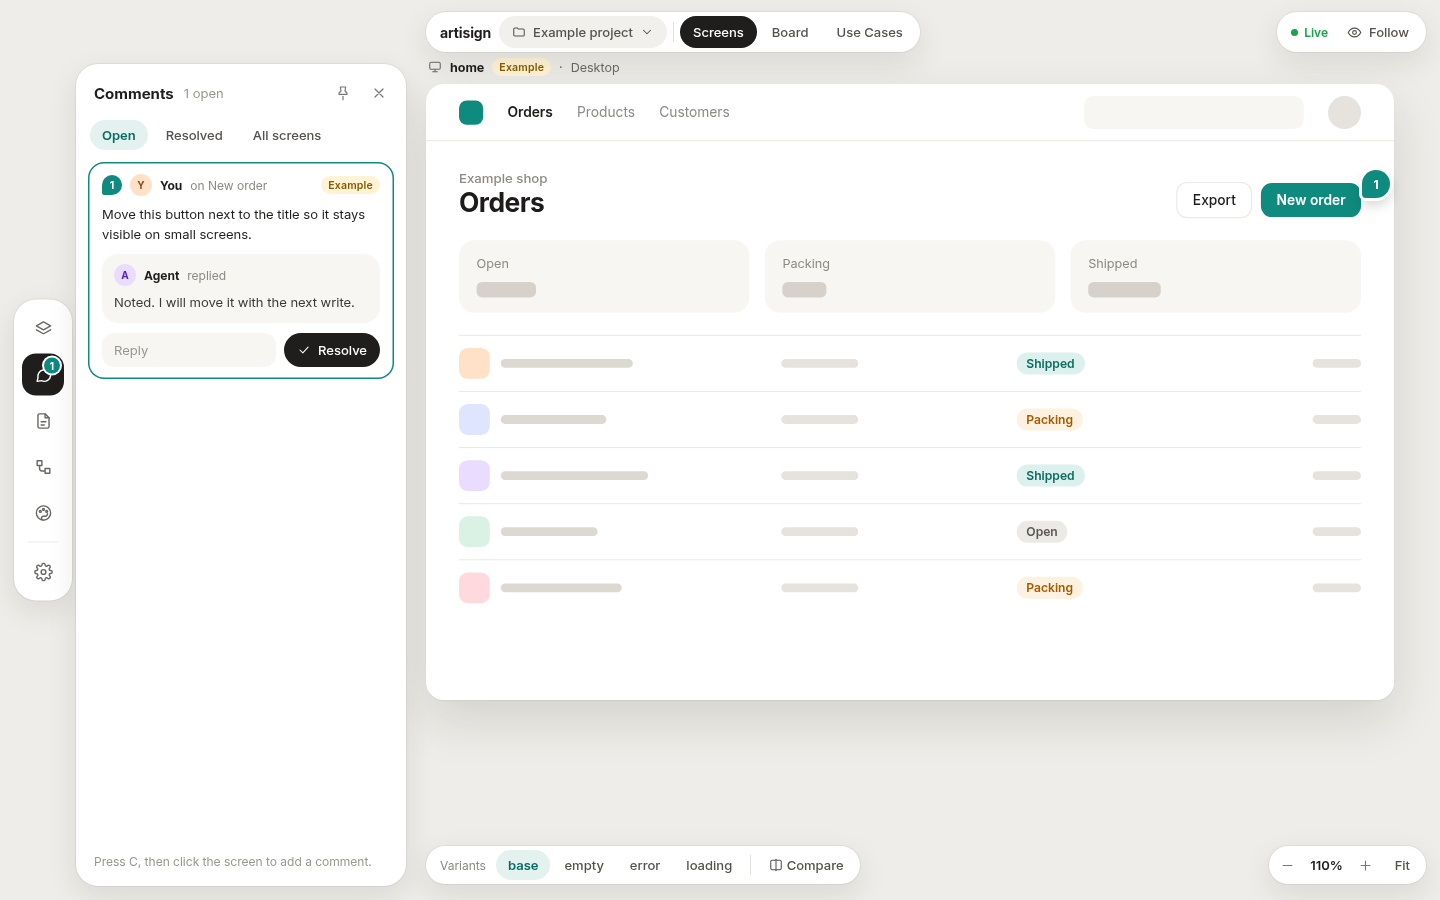 artisign
Example project
Screens
Board
Use Cases
Live
Follow
home
Example
· Desktop
Comments
1 open
Open
Resolved
All screens
1
Y
You
on New order
Example
Move this button next to the title so it stays
visible on small screens.
A
Agent
replied
Noted. I will move it with the next write.
Reply
Resolve
1
Press C, then click the screen to add a comment.
Orders
Products
Customers
Example shop
Orders
Export
New order
1
Open
Packing
Shipped
Shipped
Packing
Shipped
Open
Packing
Variants
base
empty
error
loading
Compare
110%
Fit